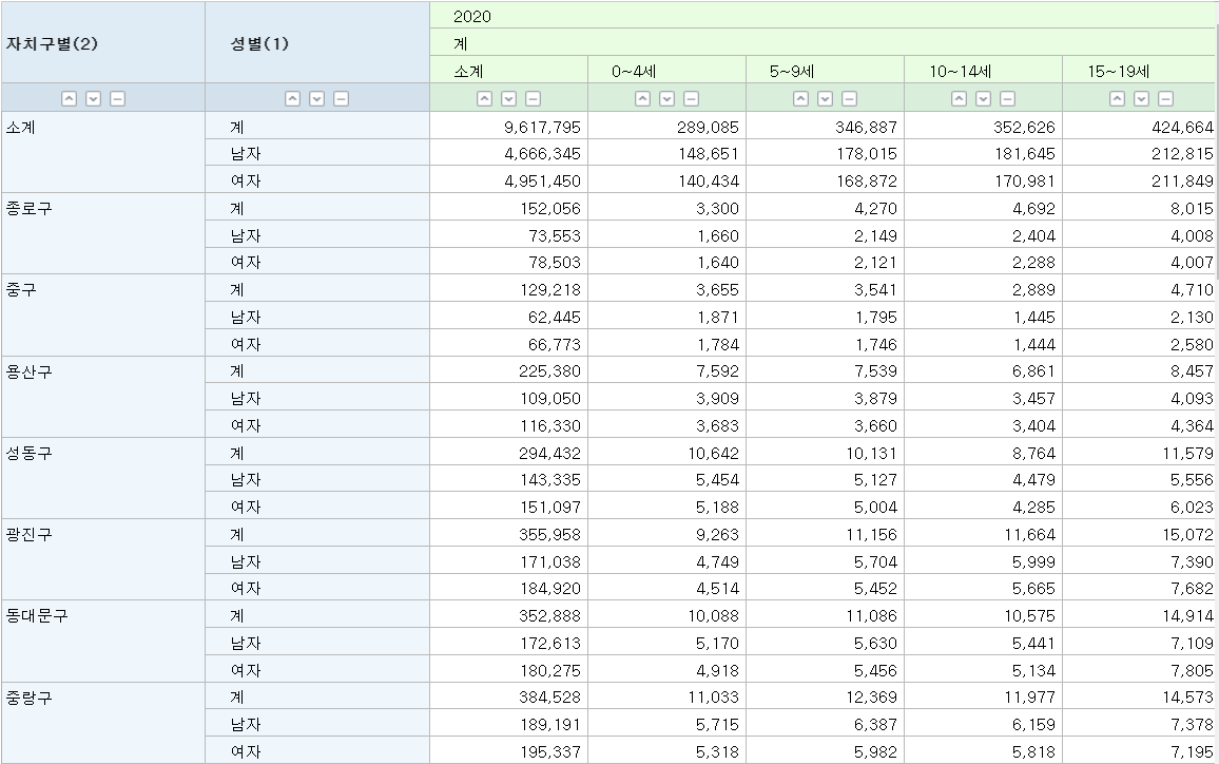 자치구별(2) 성별(1) 2020
계
소계 0~4세 5~9세 10~14세 15~19세
소계 계 9,617,795 289,085 346,887 352,626 424,664
남자 4,666,345 148,651 178,015 181,645 212,815
여자 4,951,450 140,434 168,872 170,981 211,849
종로구 계 152,056 3,300 4,270 4,692 8,015
남자 73,553 1,660 2,149 2,404 4,008
여자 78,503 1,640 2,121 2,288 4,007
중구 계 129,218 3,655 3,541 2,889 4,710
남자 62,445 1,871 1,795 1,445 2,130
여자 66,773 1,784 1,746 1,444 2,580
용산구 계 225,380 7,592 7,539 6,861 8,457
남자 109,050 3,909 3,879 3,457 4,093
여자 116,330 3,683 3,660 3,404 4,364
성동구 계 294,432 10,642 10,131 8,764 11,579
남자 143,335 5,454 5,127 4,479 5,556
여자 151,097 5,188 5,004 4,285 6,023
광진구 계 355,958 9,263 11,156 11,664 15,072
남자 171,038 4,749 5,704 5,999 7,390
여자 184,920 4,514 5,452 5,665 7,682
동대문구 계 352,888 10,088 11,086 10,575 14,914
남자 172,613 5,170 5,630 5,441 7,109
여자 180,275 4,918 5,456 5,134 7,805
중랑구 계 384,528 11,033 12,369 11,977 14,573
남자 189,191 5,715 6,387 6,159 7,378
여자 195,337 5,318 5,982 5,818 7,195